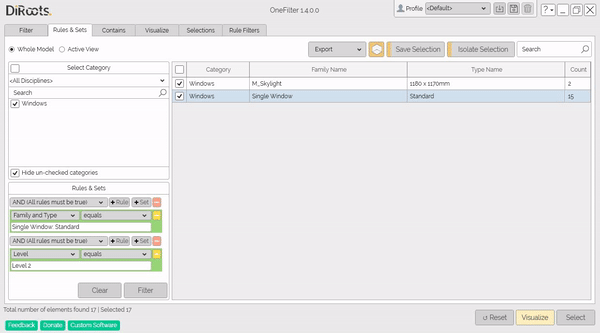 DiRoots.
OneFilter 1.4.0.0
Profile <Default>
? -
Filter Rules & Sets Contains Visualize Selections Rule Filters
Whole Model Active View
Export Save Selection Isolate Selection Search
Select Category
<All Disciplines>
Search
Windows
Hide un-checked categories
Category Family Name Type Name Count
Windows M_Skylight 1180 x 1170mm 2
Windows Single Window Standard 15
Rules & Sets
AND (All rules must be true) +Rule +Set
Family and Type equals
Single Window: Standard
AND (All rules must be true) +Rule +Set
Level equals
Level 2
Clear Filter
Total number of elements found 17 | Selected 17
Reset Visualize Select
Feedback Donate Custom Software